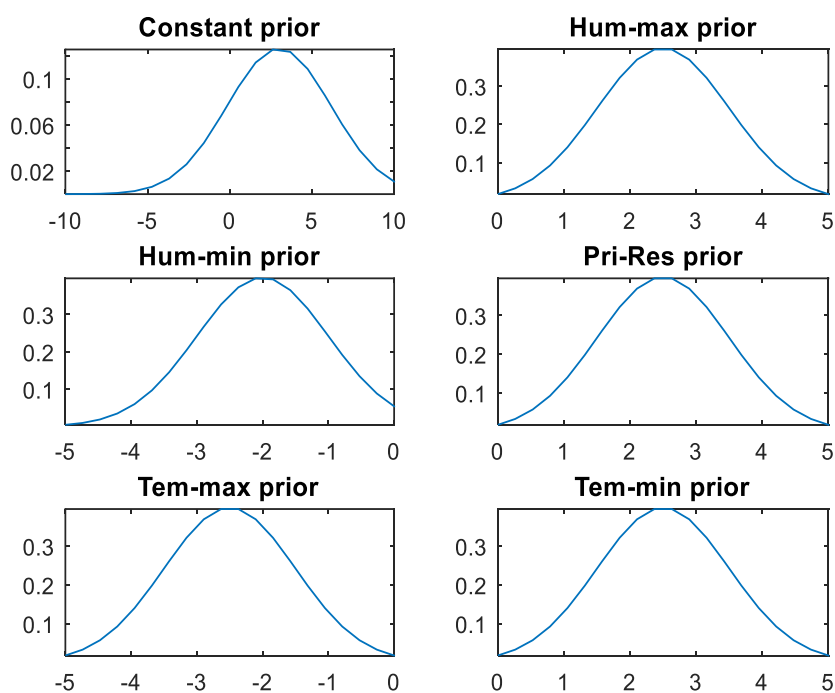 Constant prior
0.1
0.06
0.02
-10 -5 0 5 10
Hum-max prior
0.3
0.2
0.1
0 1 2 3 4 5
Hum-min prior
0.3
0.2
0.1
-5 -4 -3 -2 -1 0
Pri-Res prior
0.3
0.2
0.1
0 1 2 3 4 5
Tem-max prior
0.3
0.2
0.1
-5 -4 -3 -2 -1 0
Tem-min prior
0.3
0.2
0.1
0 1 2 3 4 5